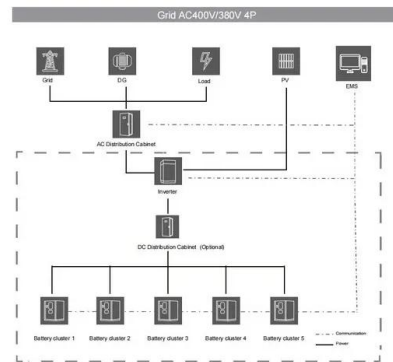 Grid AC400V/380V 4P
Grid
DG
Load
PV
EMS
AC Distribution Cabinet
Inverter
DC Distribution Cabinet (Optional)
Battery cluster 1
Battery cluster 2
Battery cluster 3
Battery cluster 4
Battery cluster 5
Communication
Power